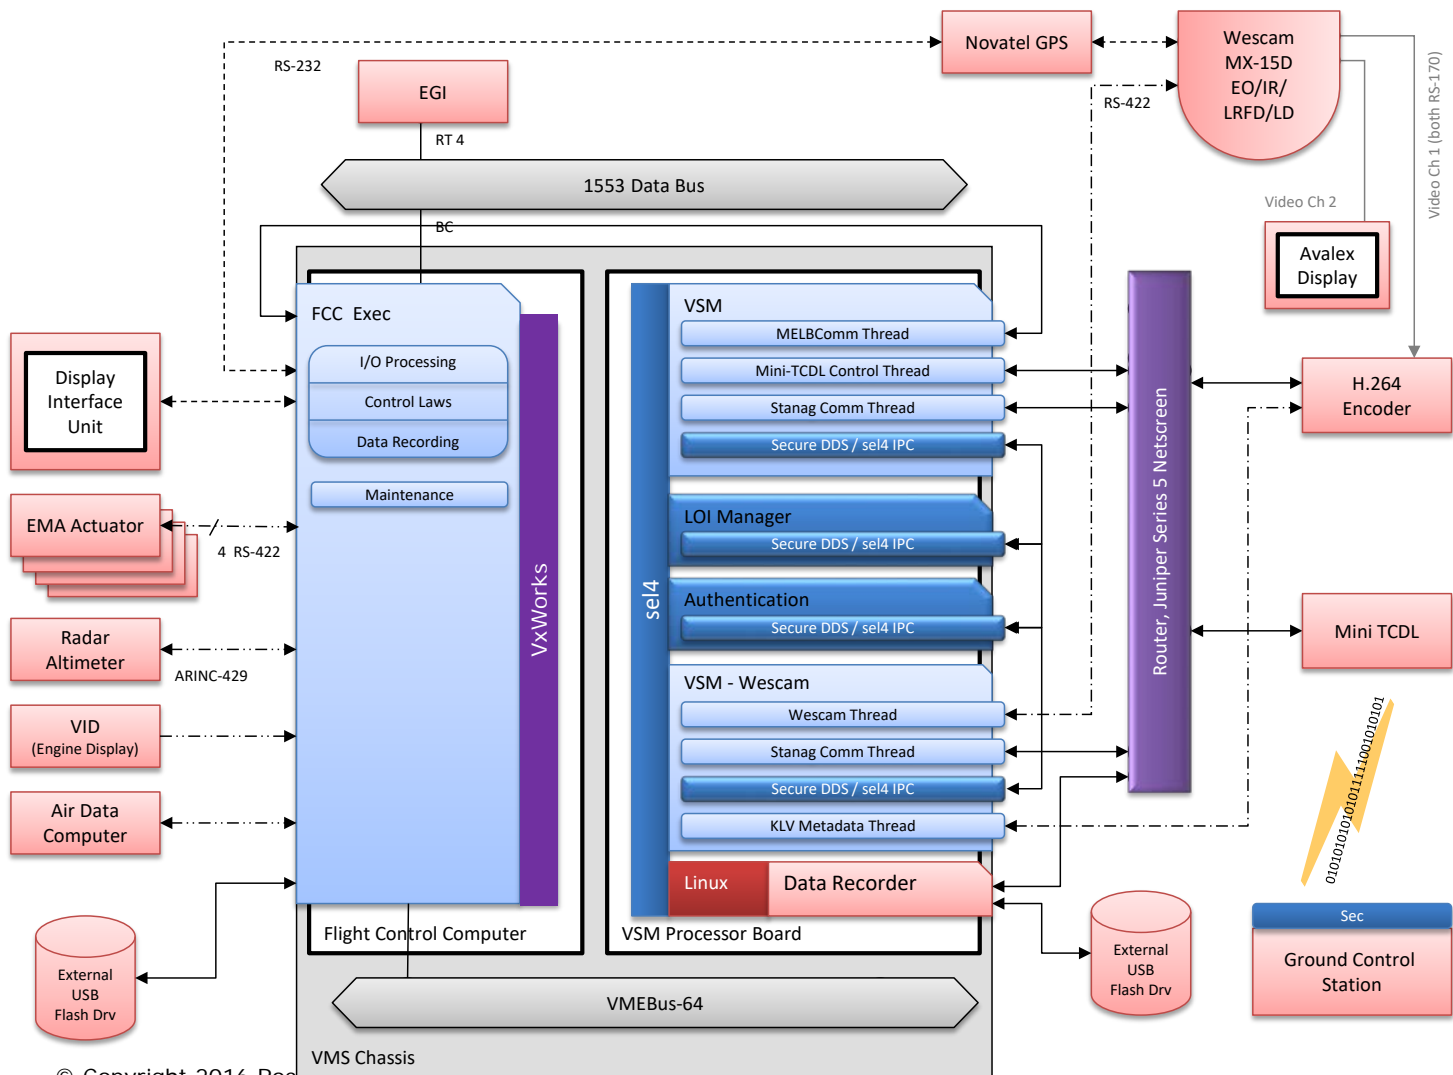 Novatel GPS
Wescam
MX-15D
EO/IR/
LRFD/LD
RS-232
EGI
RS-422
RT 4
Video Ch 1 (both RS-170)
1553 Data Bus
Video Ch 2
BC
Avalex
Display
FCC Exec
I/O Processing
Control Laws
Data Recording
Maintenance
VxWorks
Flight Control Computer
Display
Interface
Unit
EMA Actuator
4 RS-422
Radar
Altimeter
ARINC-429
VID
(Engine Display)
Air Data
Computer
External
USB
Flash Drv
sel4
VSM
MELBComm Thread
Mini-TCDL Control Thread
Stanag Comm Thread
Secure DDS / sel4 IPC
LOI Manager
Secure DDS / sel4 IPC
Authentication
Secure DDS / sel4 IPC
VSM - Wescam
Wescam Thread
Stanag Comm Thread
Secure DDS / sel4 IPC
KLV Metadata Thread
Linux
Data Recorder
VSM Processor Board
Router, Juniper Series 5 Netscreen
H.264
Encoder
Mini TCDL
Sec
Ground Control
Station
External
USB
Flash Drv
VMEBus-64
VMS Chassis
© Copyright 2016